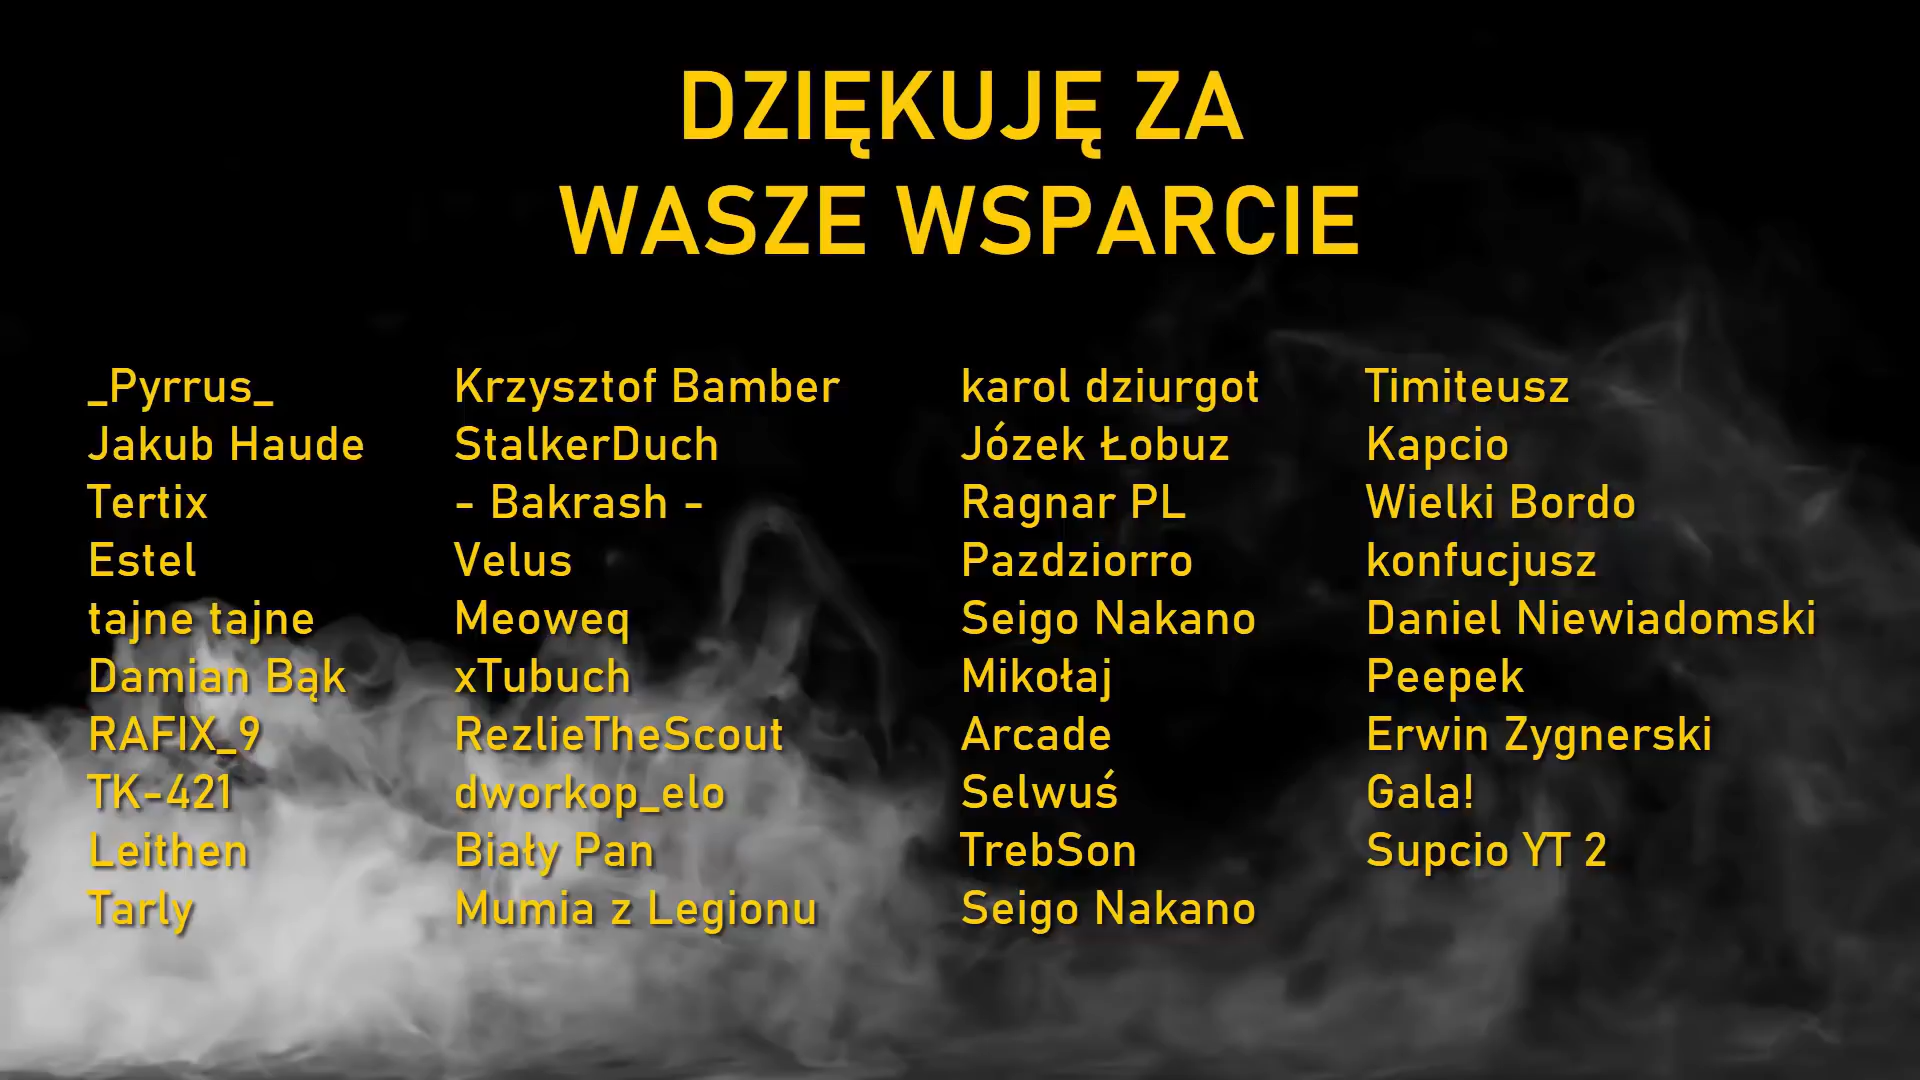 DZIĘKUJĘ ZA
WASZE WSPARCIE
_Pyrrus_
Jakub Haude
Tertix
Estel
tajne tajne
Damian Bąk
RAFIX_9
TK-421
Leithen
Tarly
Krzysztof Bamber
StalkerDuch
- Bakrash -
Velus
Meoweq
xTubuch
RezlieTheScout
dworkop_elo
Biały Pan
Mumia z Legionu
karol dziurgot
Józek Łobuz
Ragnar PL
Pazdziorro
Seigo Nakano
Mikołaj
Arcade
Selwuś
TrebSon
Seigo Nakano
Timiteusz
Kapcio
Wielki Bordo
konfucjusz
Daniel Niewiadomski
Peepek
Erwin Zygnerski
Gala!
Supcio YT 2